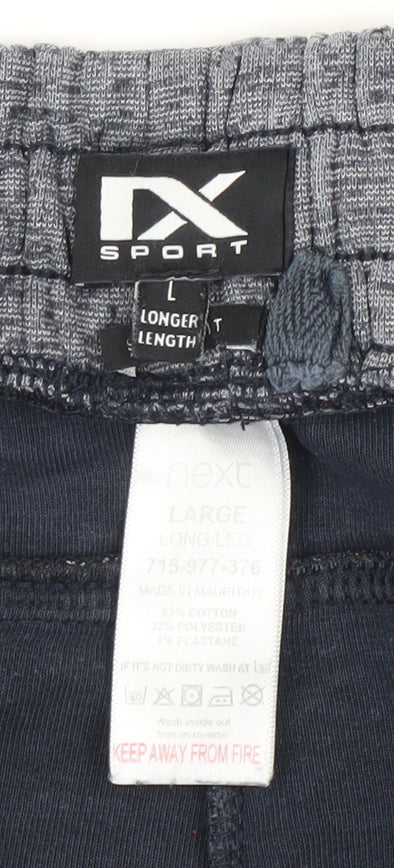 NX
SPORT
L
LONGER
LENGTH
T
next
LARGE
LONG LEG
715-977-376
MADE IN MAURITIUS
63% COTTON
33% POLYESTER
4% ELASTANE
IF IT'S NOT DIRTY WASH AT
40
Wash inside out
Iron on reverse
KEEP AWAY FROM FIRE